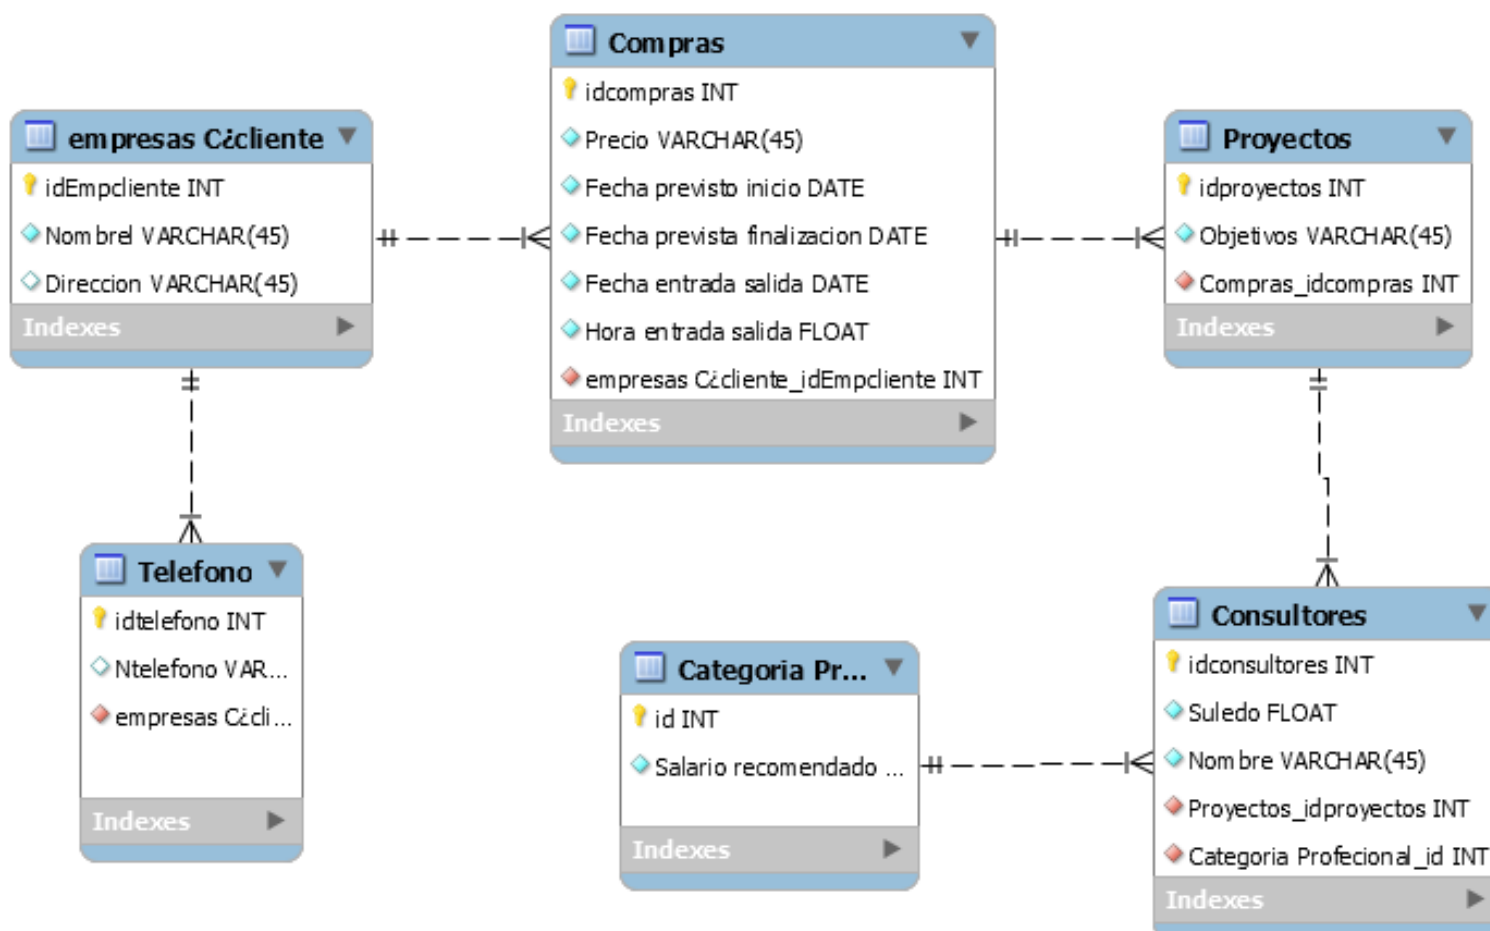 empresas C¿cliente
idEmpcliente INT
Nombrel VARCHAR(45)
Direccion VARCHAR(45)
Indexes
Compras
idcompras INT
Precio VARCHAR(45)
Fecha previsto inicio DATE
Fecha prevista finalizacion DATE
Fecha entrada salida DATE
Hora entrada salida FLOAT
empresas C¿cliente_idEmpcliente INT
Indexes
Proyectos
idproyectos INT
Objetivos VARCHAR(45)
Compras_idcompras INT
Indexes
Telefono
idtelefono INT
Ntelefono VAR...
empresas C¿cli...
Indexes
Categoria Pr...
id INT
Salario recomendado ...
Indexes
Consultores
idconsultores INT
Suledo FLOAT
Nombre VARCHAR(45)
Proyectos_idproyectos INT
Categoria Profecional_id INT
Indexes